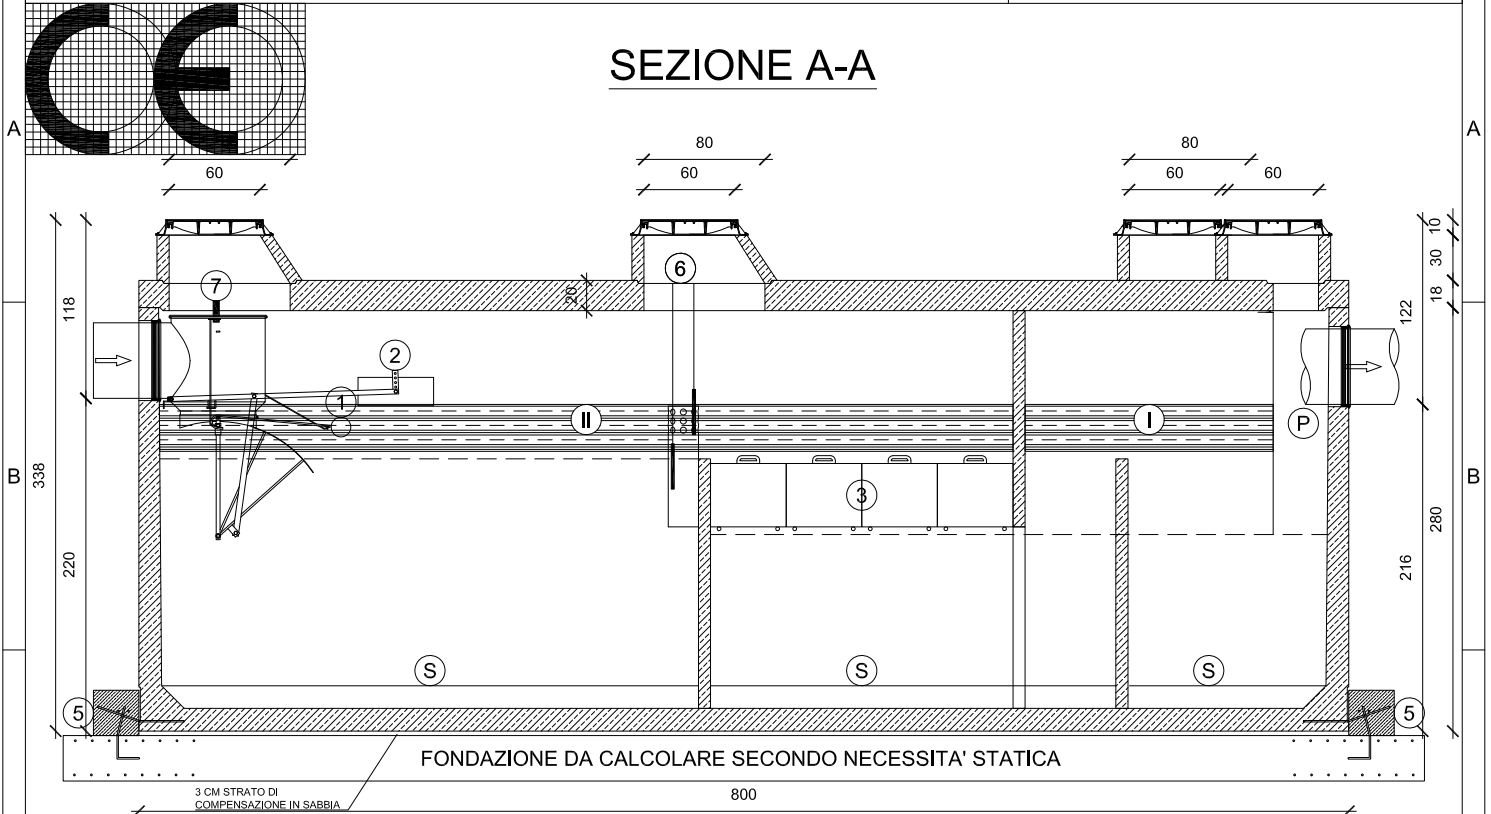 CE
SEZIONE A-A
A
A
80
80
60
60
60
60
10
30
18
7
6
20
118
122
2
1
II
I
P
B
338
3
B
280
220
216
S
S
S
5
5
FONDAZIONE DA CALCOLARE SECONDO NECESSITA' STATICA
3 CM STRATO DI
COMPENSAZIONE IN SABBIA
800